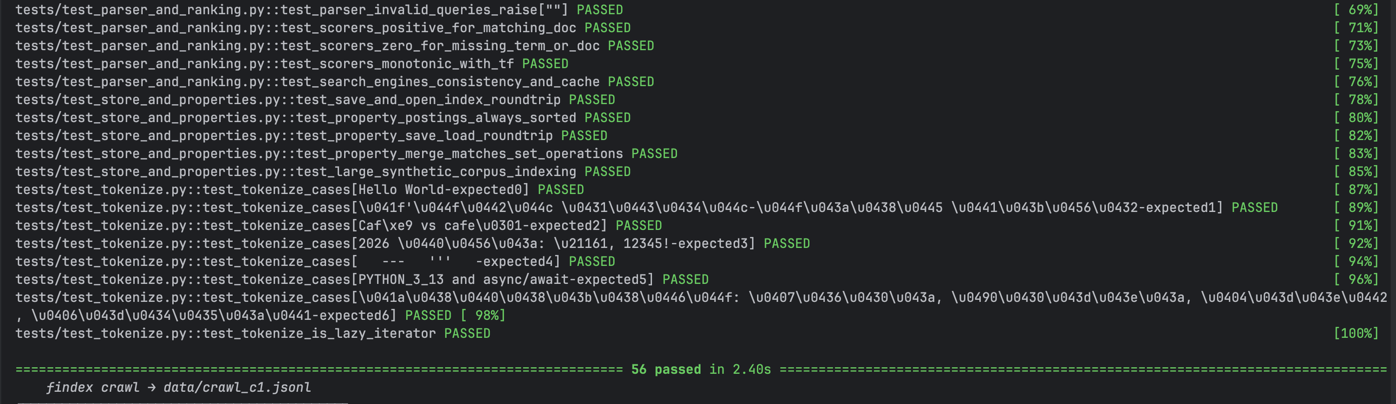 tests/test_parser_and_ranking.py::test_parser_invalid_queries_raise[""] PASSED [ 69%]
tests/test_parser_and_ranking.py::test_scorers_positive_for_matching_doc PASSED [ 71%]
tests/test_parser_and_ranking.py::test_scorers_zero_for_missing_term_or_doc PASSED [ 73%]
tests/test_parser_and_ranking.py::test_scorers_monotonic_with_tf PASSED [ 75%]
tests/test_parser_and_ranking.py::test_search_engines_consistency_and_cache PASSED [ 76%]
tests/test_store_and_properties.py::test_save_and_open_index_roundtrip PASSED [ 78%]
tests/test_store_and_properties.py::test_property_postings_always_sorted PASSED [ 80%]
tests/test_store_and_properties.py::test_property_save_load_roundtrip PASSED [ 82%]
tests/test_store_and_properties.py::test_property_merge_matches_set_operations PASSED [ 83%]
tests/test_store_and_properties.py::test_large_synthetic_corpus_indexing PASSED [ 85%]
tests/test_tokenize.py::test_tokenize_cases[Hello World-expected0] PASSED [ 87%]
tests/test_tokenize.py::test_tokenize_cases[\u041f'\u044f\u0442\u044c \u0431\u0443\u0434\u044c-\u044f\u043a\u0438\u0445 \u0441\u043b\u0456\u0432-expected1] PASSED [ 89%]
tests/test_tokenize.py::test_tokenize_cases[Caf\xe9 vs cafe\u0301-expected2] PASSED [ 91%]
tests/test_tokenize.py::test_tokenize_cases[2026 \u0440\u0456\u043a: \u21161, 12345!-expected3] PASSED [ 92%]
tests/test_tokenize.py::test_tokenize_cases[   ---   '''   -expected4] PASSED [ 94%]
tests/test_tokenize.py::test_tokenize_cases[PYTHON_3_13 and async/await-expected5] PASSED [ 96%]
tests/test_tokenize.py::test_tokenize_cases[\u041a\u0438\u0440\u0438\u043b\u0438\u0446\u044f: \u0407\u0436\u0430\u043a, \u0490\u0430\u043d\u043e\u043a, \u0404\u043d\u043e\u0442
, \u0406\u043d\u0434\u0435\u043a\u0441-expected6] PASSED [ 98%]
tests/test_tokenize.py::test_tokenize_is_lazy_iterator PASSED [100%]
============================================================================== 56 passed in 2.40s ==============================================================================
findex crawl → data/crawl_c1.jsonl